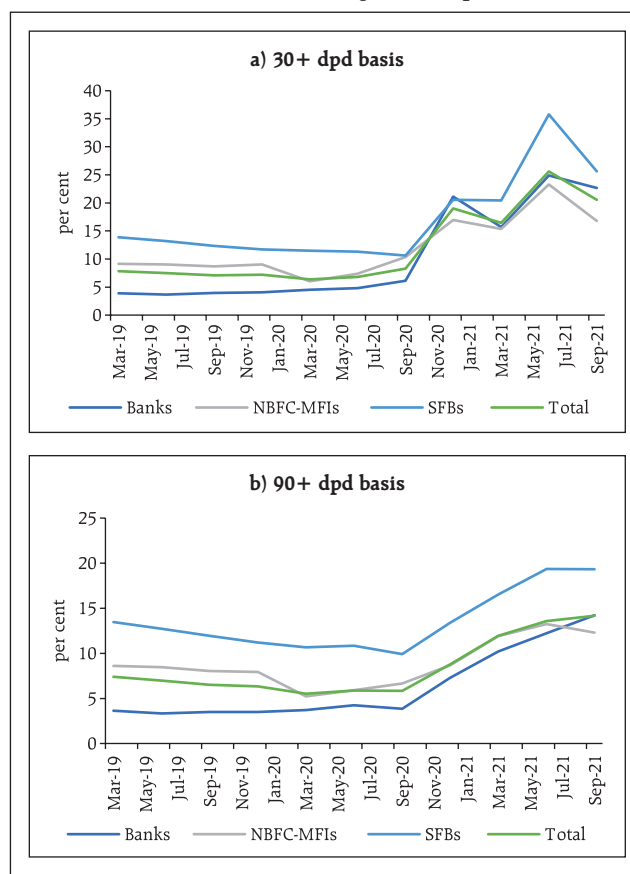 a) 30+ dpd basis
per cent
40
35
30
25
20
15
10
5
0
Mar-19 May-19 Jul-19 Sep-19 Nov-19 Jan-20 Mar-20 May-20 Jul-20 Sep-20 Nov-20 Jan-21 Mar-21 May-21 Jul-21 Sep-21
Banks NBFC-MFIs SFBs Total
b) 90+ dpd basis
per cent
25
20
15
10
5
0
Mar-19 May-19 Jul-19 Sep-19 Nov-19 Jan-20 Mar-20 May-20 Jul-20 Sep-20 Nov-20 Jan-21 Mar-21 May-21 Jul-21 Sep-21
Banks NBFC-MFIs SFBs Total